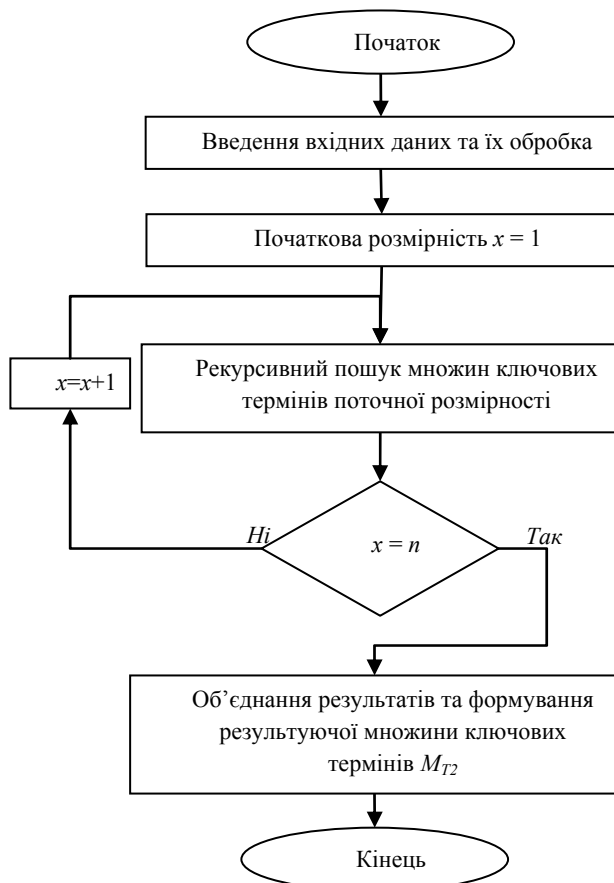 Початок
Введення вхідних даних та їх обробка
Початкова розмірність x = 1
x=x+1
Рекурсивний пошук множин ключових
термінів поточної розмірності
Ні
x = n
Так
Об’єднання результатів та формування
результуючої множини ключових
термінів M_T2
Кінець